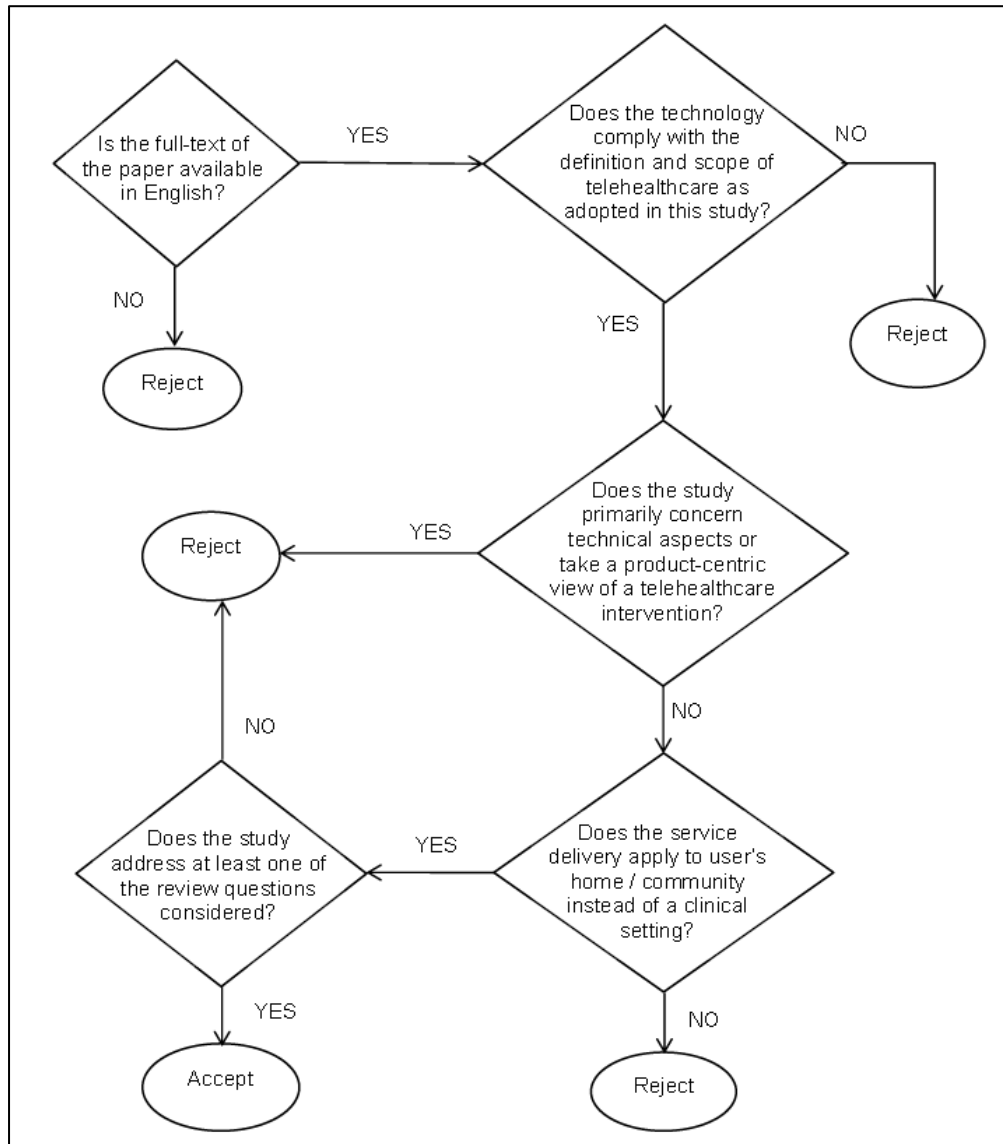 Is the full-text of
the paper available
in English?
YES
Does the technology
comply with the
definition and scope of
telehealthcare as
adopted in this study?
NO
NO
Reject
YES
Reject
Does the study
primarily concern
technical aspects or
take a product-centric
view of a telehealthcare
intervention?
YES
Reject
NO
Does the service
delivery apply to user's
home / community
instead of a clinical
setting?
YES
Does the study
address at least one of
the review questions
considered?
NO
YES
Accept
NO
Reject